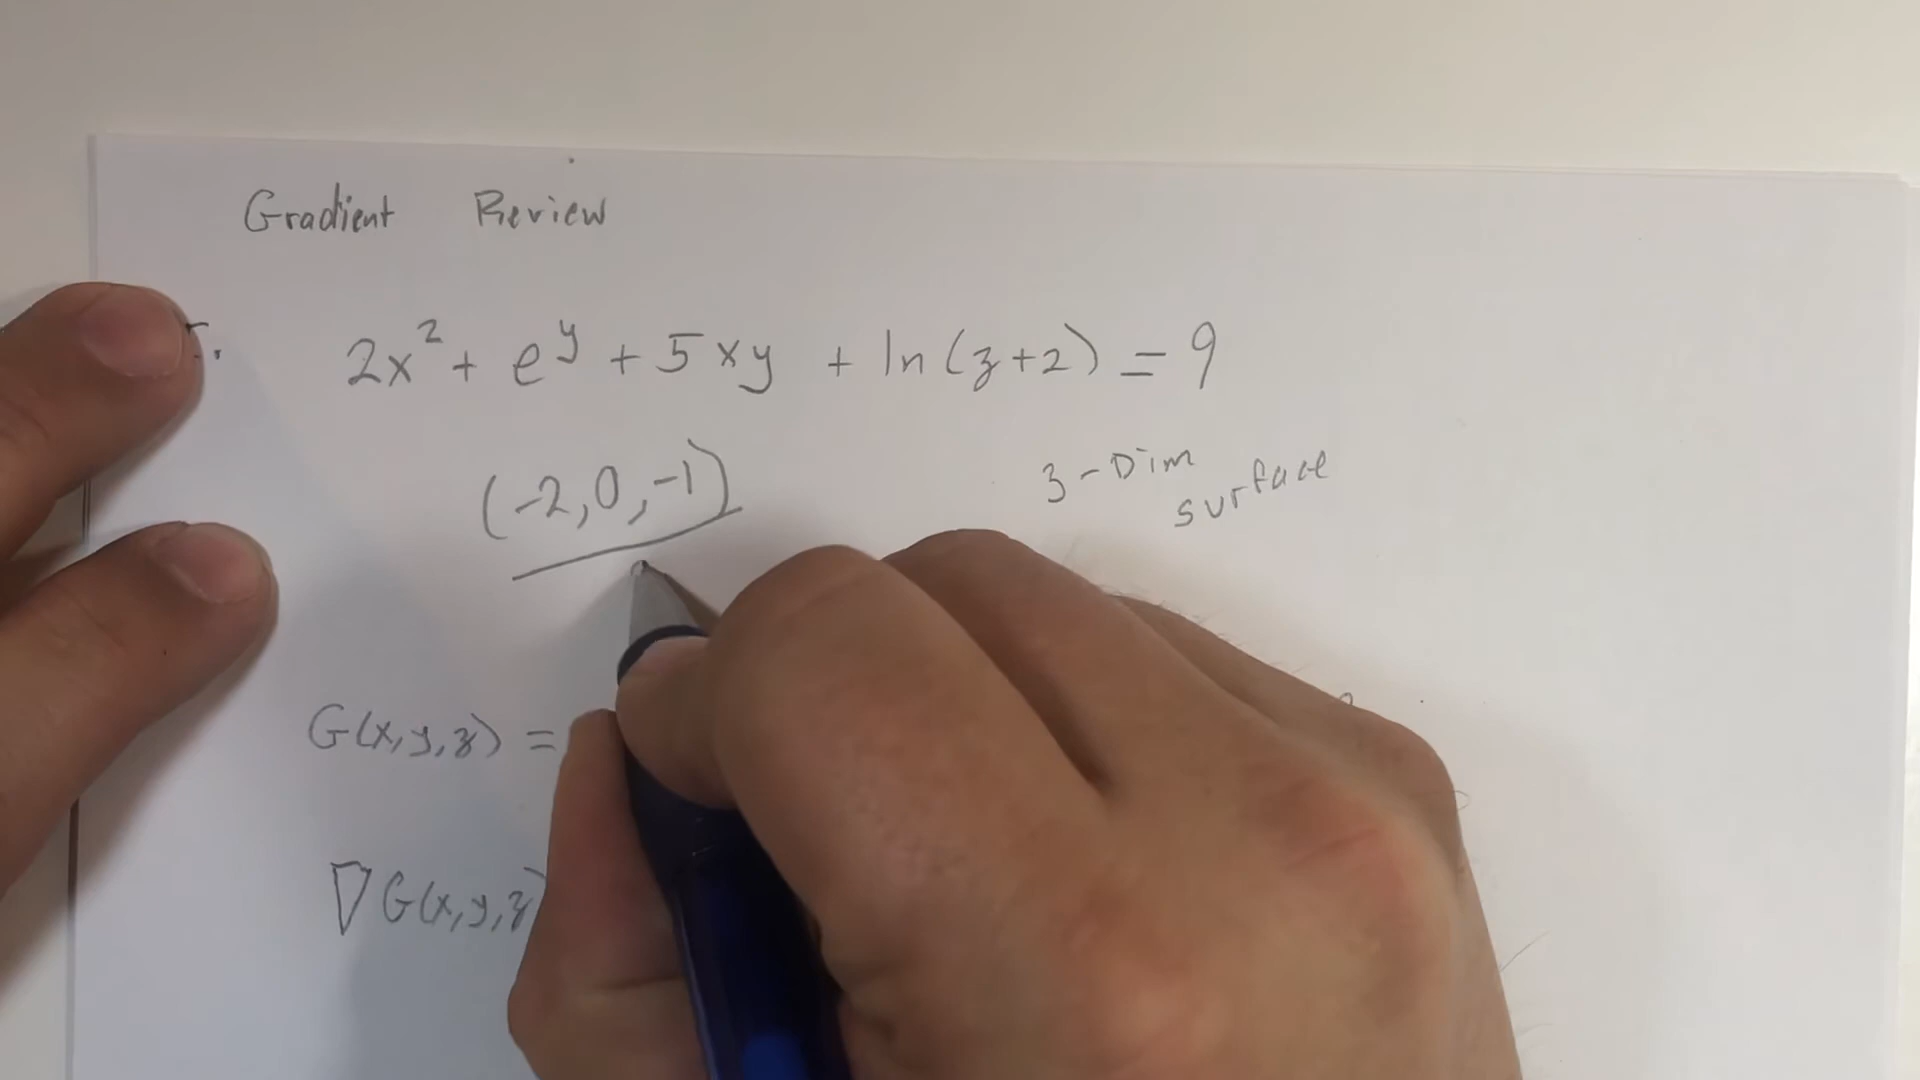 Gradient Review
2x² + e^y + 5xy + ln(z+2) = 9
(-2,0,-1)
3-Dim
surface
G(x,y,z) =
∇G(x,y,z)